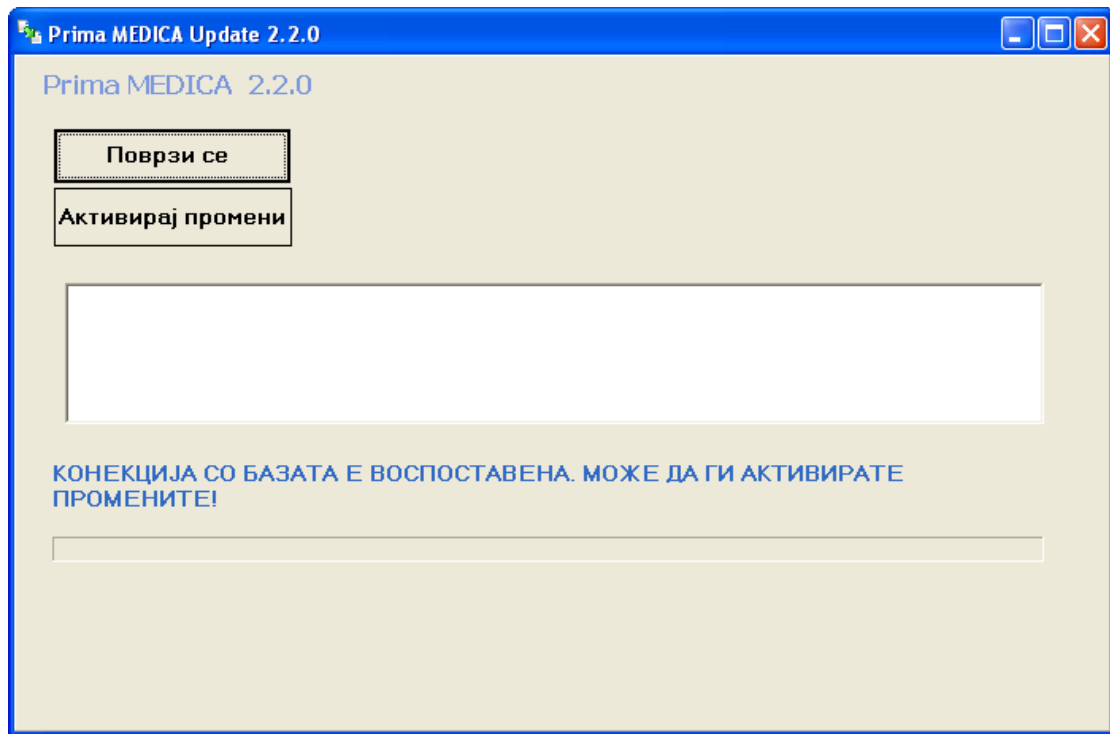 Prima MEDICA Update 2.2.0
Prima MEDICA 2.2.0
Поврзи се
Активирај промени
КОНЕКЦИЈА СО БАЗАТА Е ВОСПОСТАВЕНА. МОЖЕ ДА ГИ АКТИВИРАТЕ
ПРОМЕНИТЕ!